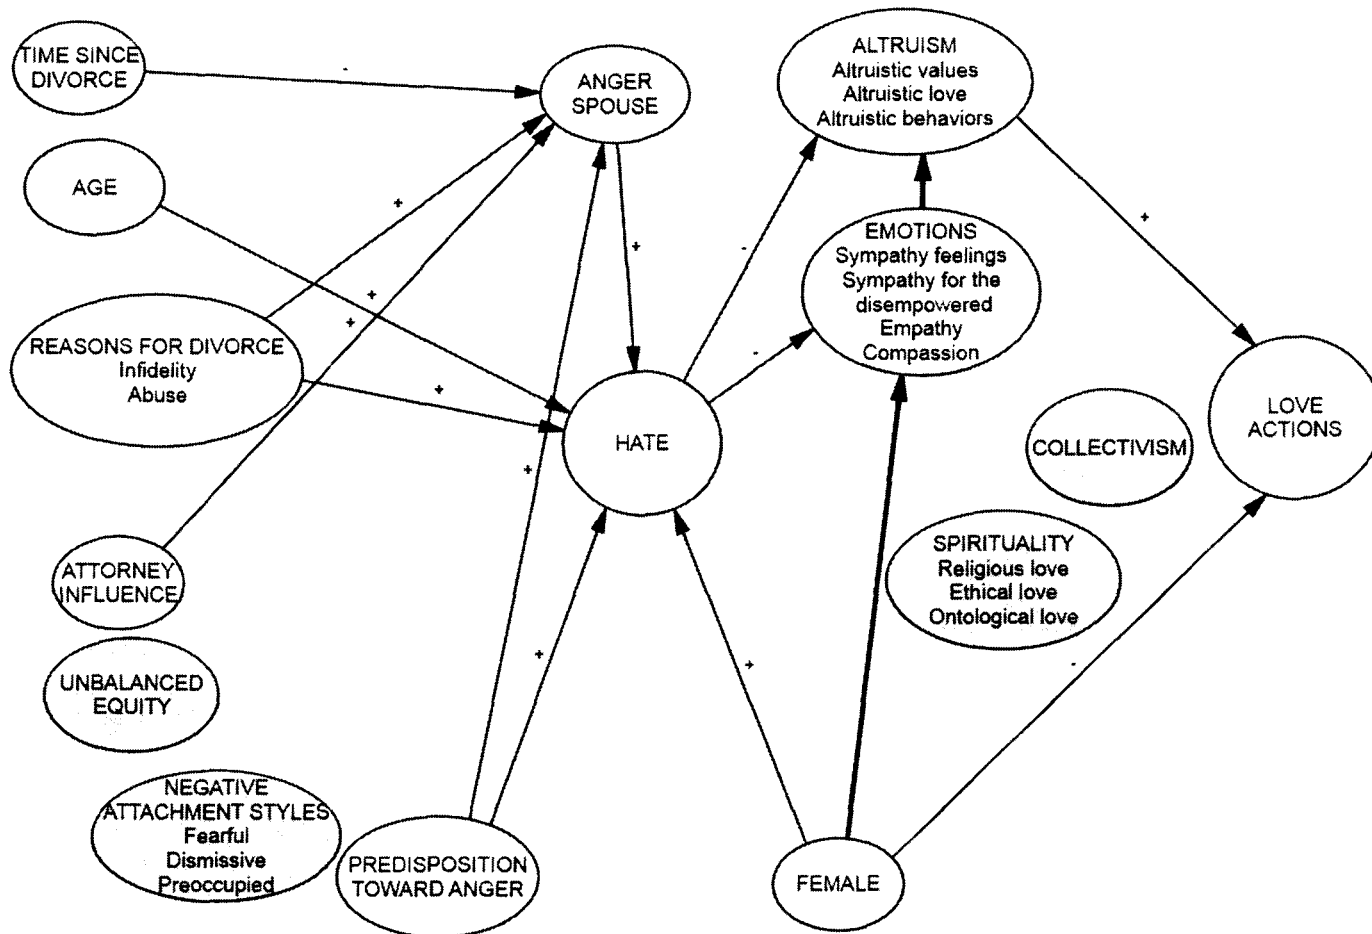 TIME SINCE
DIVORCE
-
ANGER
SPOUSE
ALTRUISM
Altruistic values
Altruistic love
Altruistic behaviors
AGE
+
+
+
-
EMOTIONS
Sympathy feelings
Sympathy for the
disempowered
Empathy
Compassion
+
+
-
REASONS FOR DIVORCE
Infidelity
Abuse
+
HATE
COLLECTIVISM
LOVE
ACTIONS
+
ATTORNEY
INFLUENCE
SPIRITUALITY
Religious love
Ethical love
Ontological love
UNBALANCED
EQUITY
+
+
-
NEGATIVE
ATTACHMENT STYLES
Fearful
Dismissive
Preoccupied
PREDISPOSITION
TOWARD ANGER
FEMALE